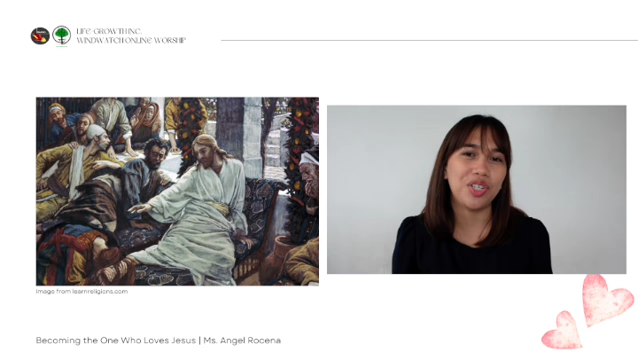 LIFE GROWTH INC.
WINDWATCH ONLINE WORSHIP
Image from learnreligions.com
Becoming the One Who Loves Jesus | Ms. Angel Rocena